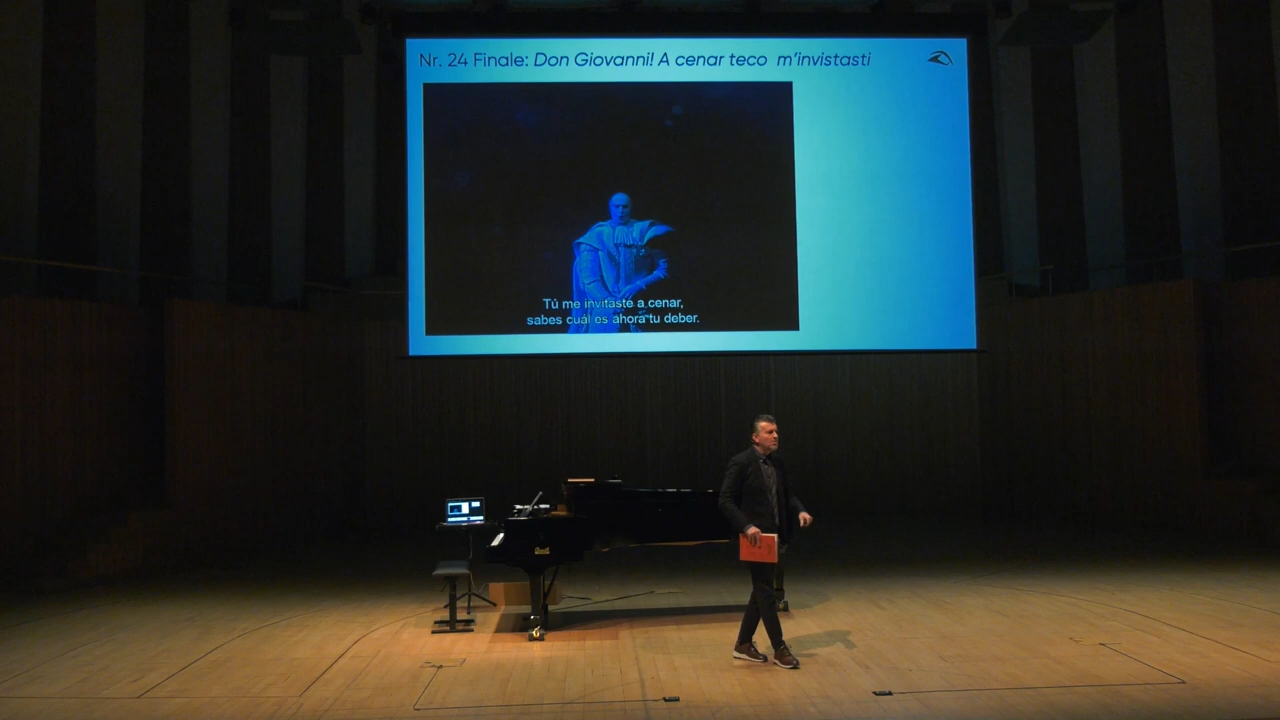 Nr. 24 Finale: Don Giovanni! A cenar teco m'invistasti
Tú me invitaste a cenar,
sabes cuál es ahora tu deber.